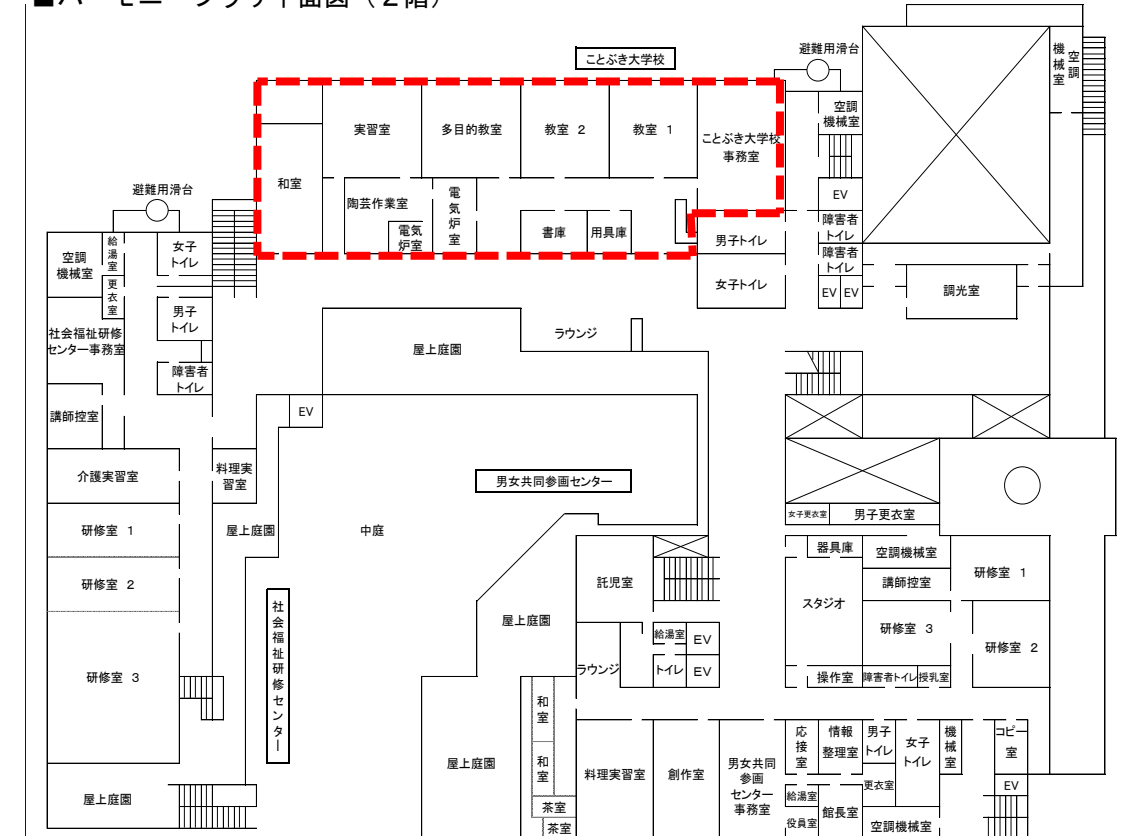 ■ハーモニープラザ平面図（２階）
ことぶき大学校
避難用滑台
機械室
空調
空調
機械室
実習室
多目的教室
教室 2
教室 1
ことぶき大学校
事務室
和室
陶芸作業室
電気炉室
電気
炉室
書庫
用具庫
EV
障害者
トイレ
男子トイレ
障害者
トイレ
女子トイレ
EV
EV
調光室
避難用滑台
空調
機械室
給湯室
女子
トイレ
更衣室
男子
トイレ
社会福祉研修
センター事務室
障害者
トイレ
講師控室
屋上庭園
ラウンジ
EV
介護実習室
料理実
習室
男女共同参画センター
研修室 1
屋上庭園
中庭
女子更衣室
男子更衣室
研修室 2
社会福祉研修センター
研修室 3
屋上庭園
託児室
器具庫
空調機械室
研修室 1
講師控室
スタジオ
屋上庭園
給湯室
EV
研修室 3
研修室 2
ラウンジ
トイレ
EV
操作室
障害者トイレ
授乳室
和室
和室
茶室
茶室
屋上庭園
料理実習室
創作室
男女共同
参画
センター
事務室
応接室
情報
整理室
男子
トイレ
女子
トイレ
機械室
コピー
室
更衣室
EV
給湯室
役員室
館長室
空調機械室